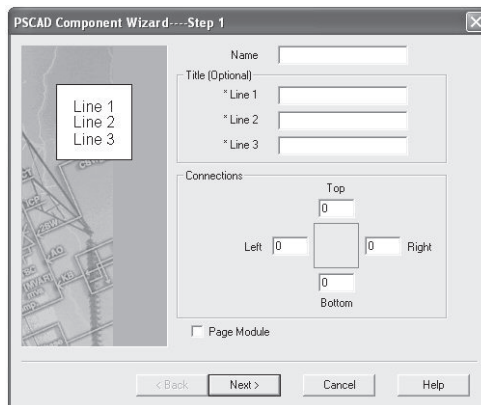 PSCAD Component Wizard----Step 1
Name
Title (Optional)
Line 1
Line 2
Line 3
* Line 1
* Line 2
* Line 3
Connections
Top
0
Left 0 0 Right
0
Bottom
Page Module
< Back Next > Cancel Help